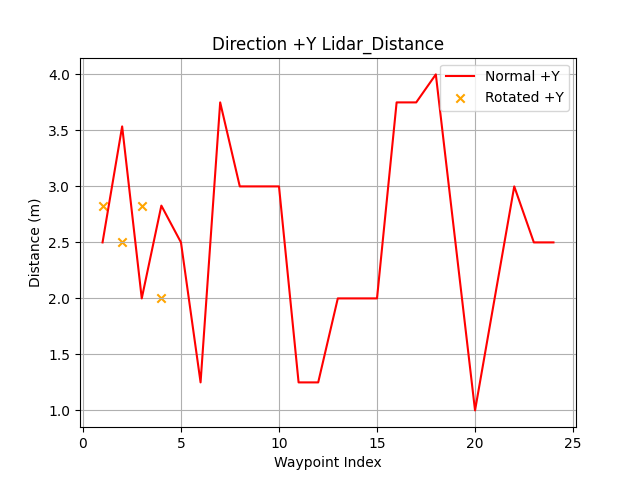 Direction +Y Lidar_Distance
Normal +Y
Rotated +Y
Distance (m)
4.0
3.5
3.0
2.5
2.0
1.5
1.0
0 5 10 15 20 25
Waypoint Index